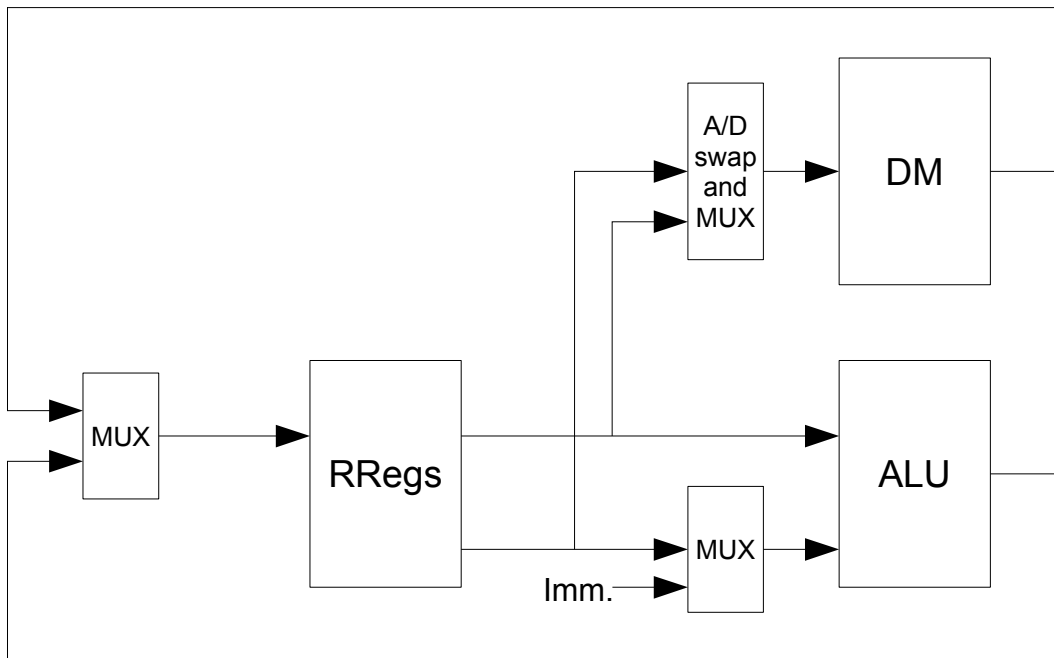 A/D
swap
and
MUX
DM
MUX
RRegs
ALU
MUX
Imm.